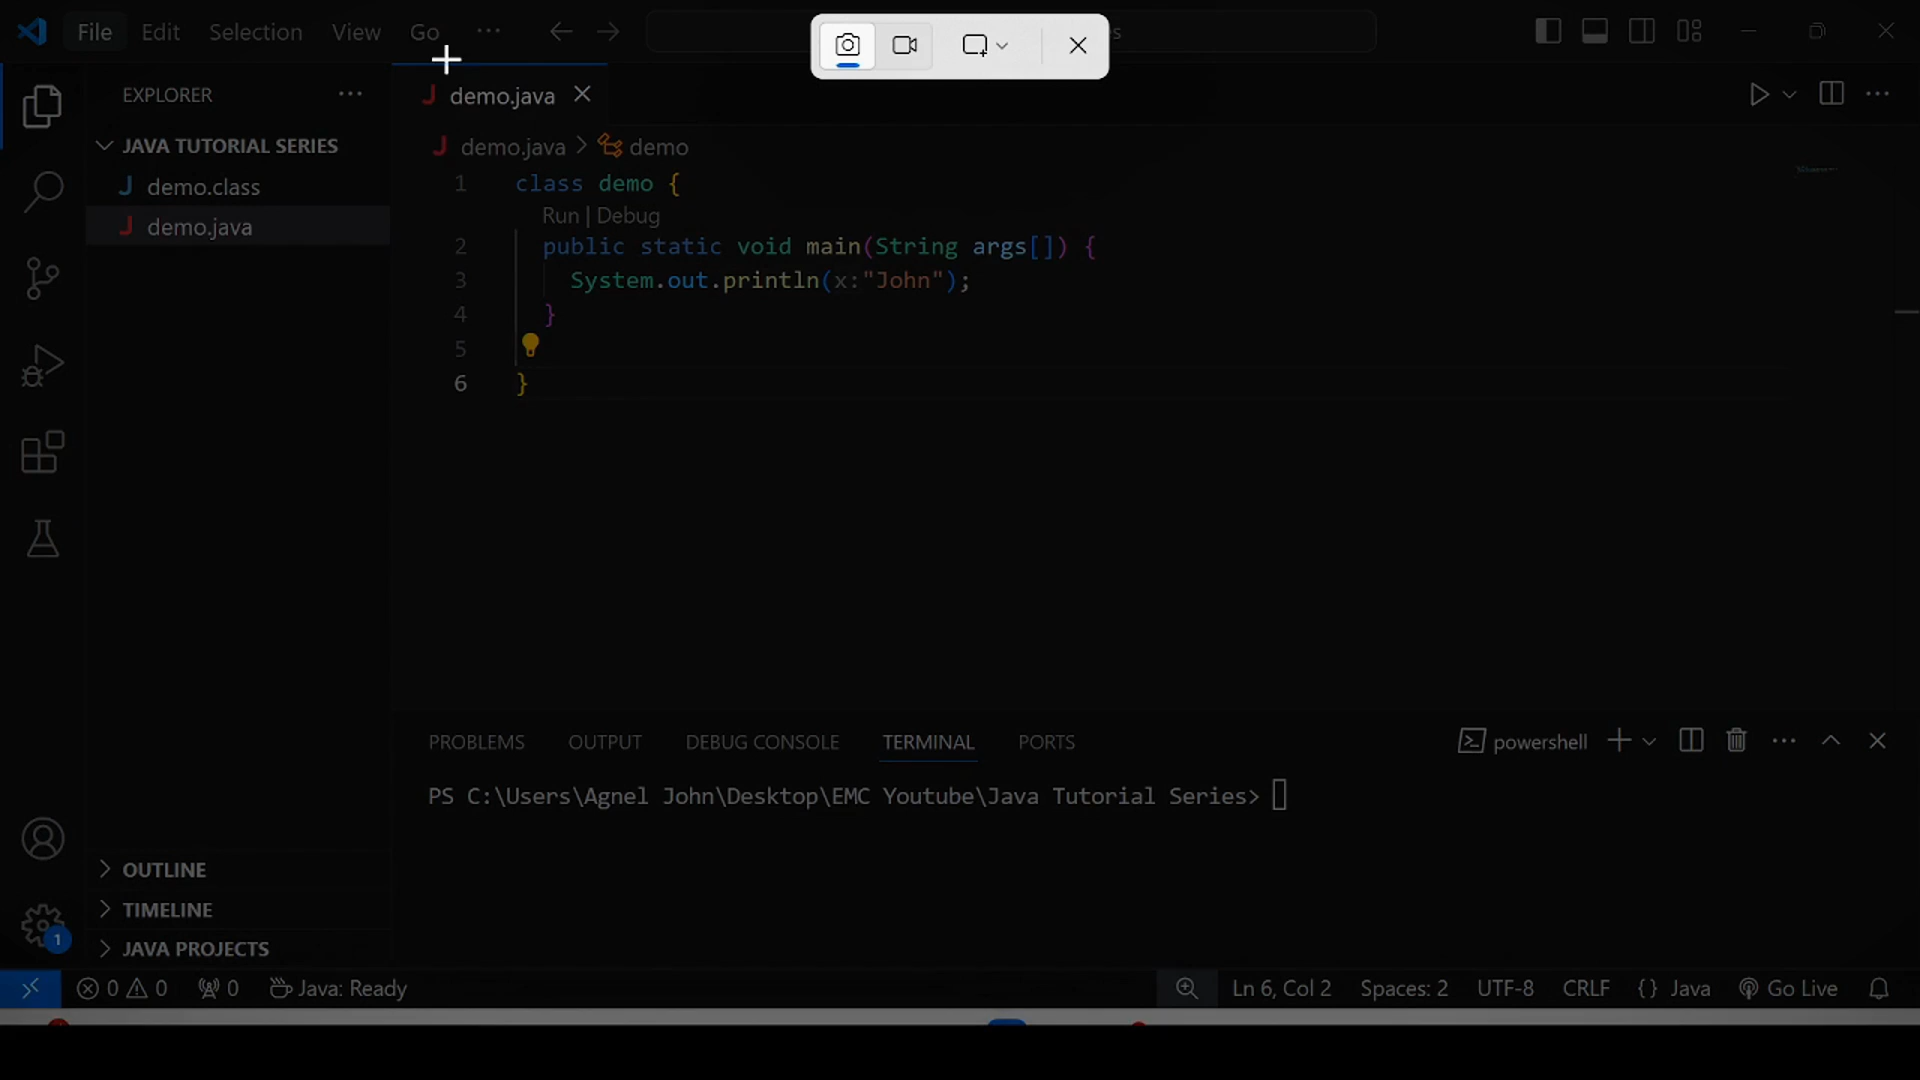 File Edit Selection View Go
s
EXPLORER
demo.java
JAVA TUTORIAL SERIES
demo.java > demo
demo.class
demo.java
1 class demo {
Run | Debug
2 public static void main(String args[]) {
3 System.out.println(x:"John");
4 }
5
6 }
PROBLEMS OUTPUT DEBUG CONSOLE TERMINAL PORTS
powershell
PS C:\Users\Agnel John\Desktop\EMC Youtube\Java Tutorial Series>
OUTLINE
TIMELINE
1
JAVA PROJECTS
0 0 0 Java: Ready Ln 6, Col 2 Spaces: 2 UTF-8 CRLF {} Java Go Live